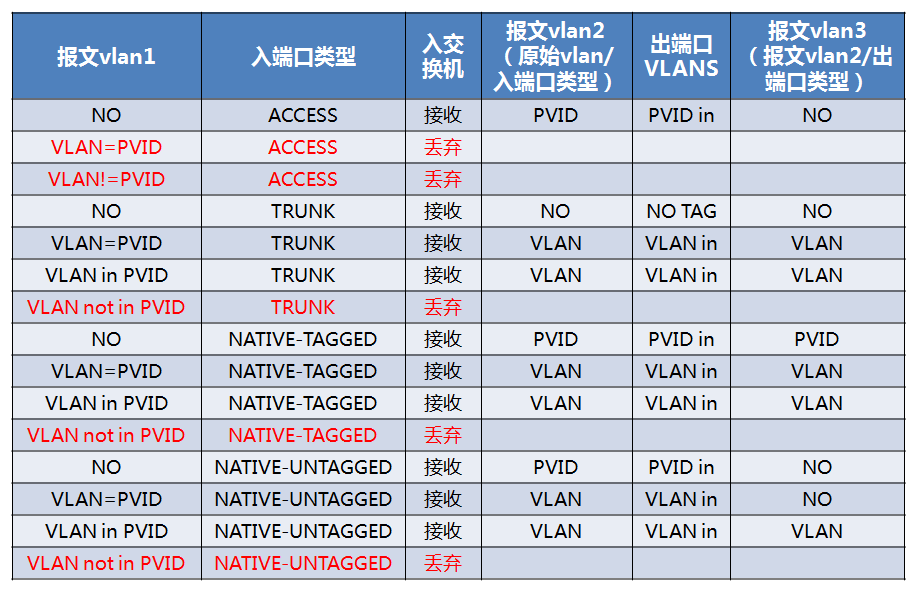 报文vlan1 入端口类型 入交换机 报文vlan2（原始vlan/入端口类型） 出端口VLANS 报文vlan3（报文vlan2/出端口类型）
NO ACCESS 接收 PVID PVID in NO
VLAN=PVID ACCESS 丢弃
VLAN!=PVID ACCESS 丢弃
NO TRUNK 接收 NO NO TAG NO
VLAN=PVID TRUNK 接收 VLAN VLAN in VLAN
VLAN in PVID TRUNK 接收 VLAN VLAN in VLAN
VLAN not in PVID TRUNK 丢弃
NO NATIVE-TAGGED 接收 PVID PVID in PVID
VLAN=PVID NATIVE-TAGGED 接收 VLAN VLAN in VLAN
VLAN in PVID NATIVE-TAGGED 接收 VLAN VLAN in VLAN
VLAN not in PVID NATIVE-TAGGED 丢弃
NO NATIVE-UNTAGGED 接收 PVID PVID in NO
VLAN=PVID NATIVE-UNTAGGED 接收 VLAN VLAN in NO
VLAN in PVID NATIVE-UNTAGGED 接收 VLAN VLAN in VLAN
VLAN not in PVID NATIVE-UNTAGGED 丢弃